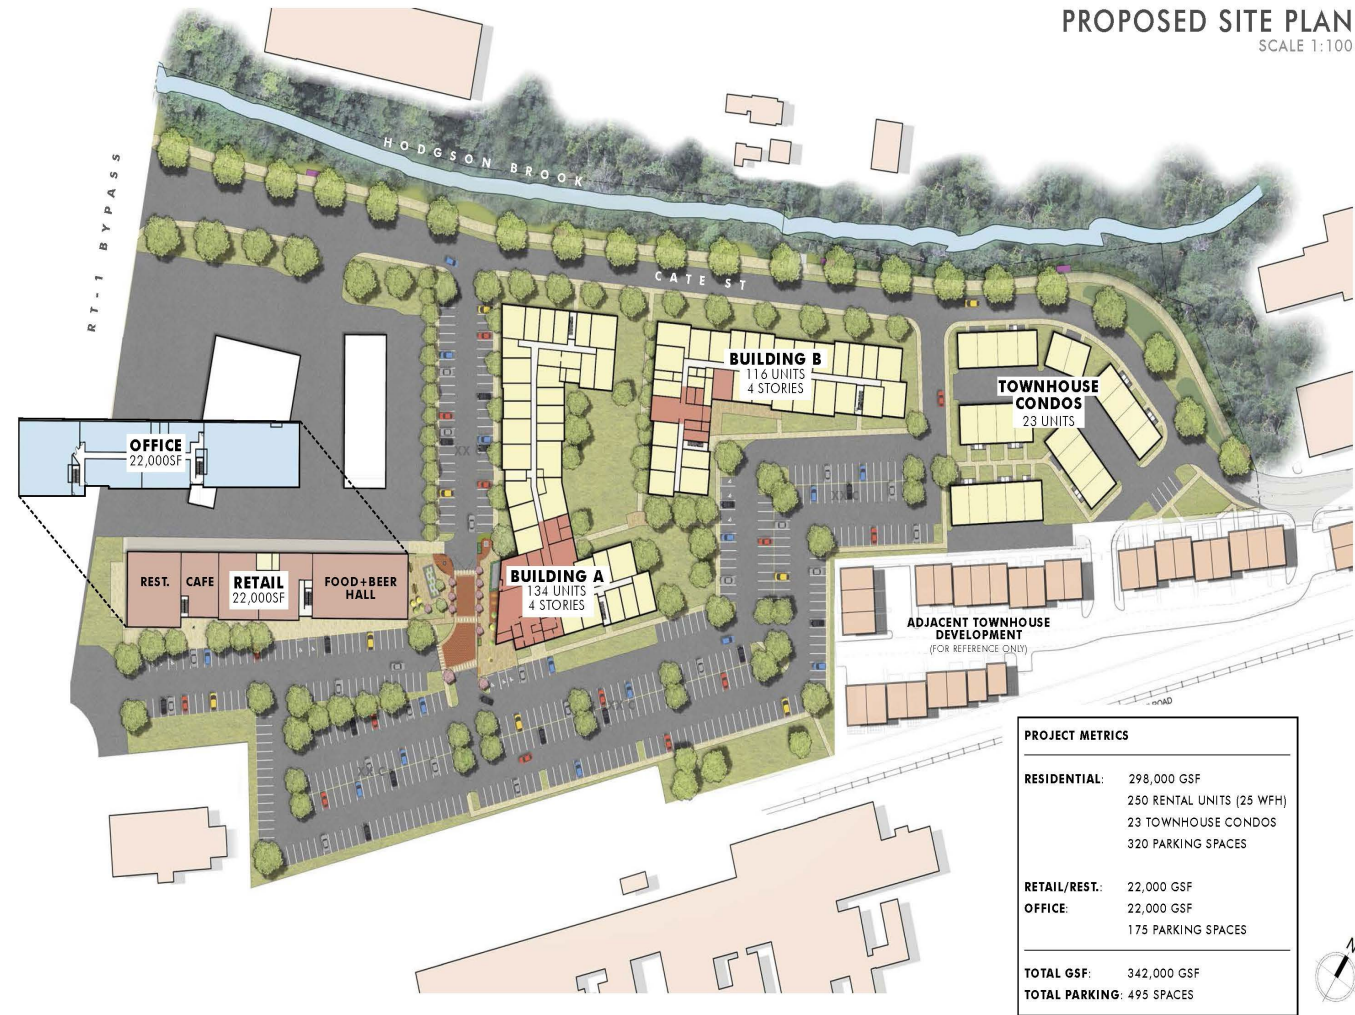 PROPOSED SITE PLAN
SCALE 1:100
HODGSON BROOK
RT-1 BYPASS
CATE ST
BUILDING B
116 UNITS
4 STORIES
TOWNHOUSE
CONDOS
23 UNITS
OFFICE
22,000SF
REST.
CAFE
RETAIL
22,000SF
FOOD+BEER
HALL
BUILDING A
134 UNITS
4 STORIES
ADJACENT TOWNHOUSE
DEVELOPMENT
(FOR REFERENCE ONLY)
ROAD
PROJECT METRICS
RESIDENTIAL: 298,000 GSF
250 RENTAL UNITS (25 WFH)
23 TOWNHOUSE CONDOS
320 PARKING SPACES
RETAIL/REST.: 22,000 GSF
OFFICE: 22,000 GSF
175 PARKING SPACES
TOTAL GSF: 342,000 GSF
TOTAL PARKING: 495 SPACES
N